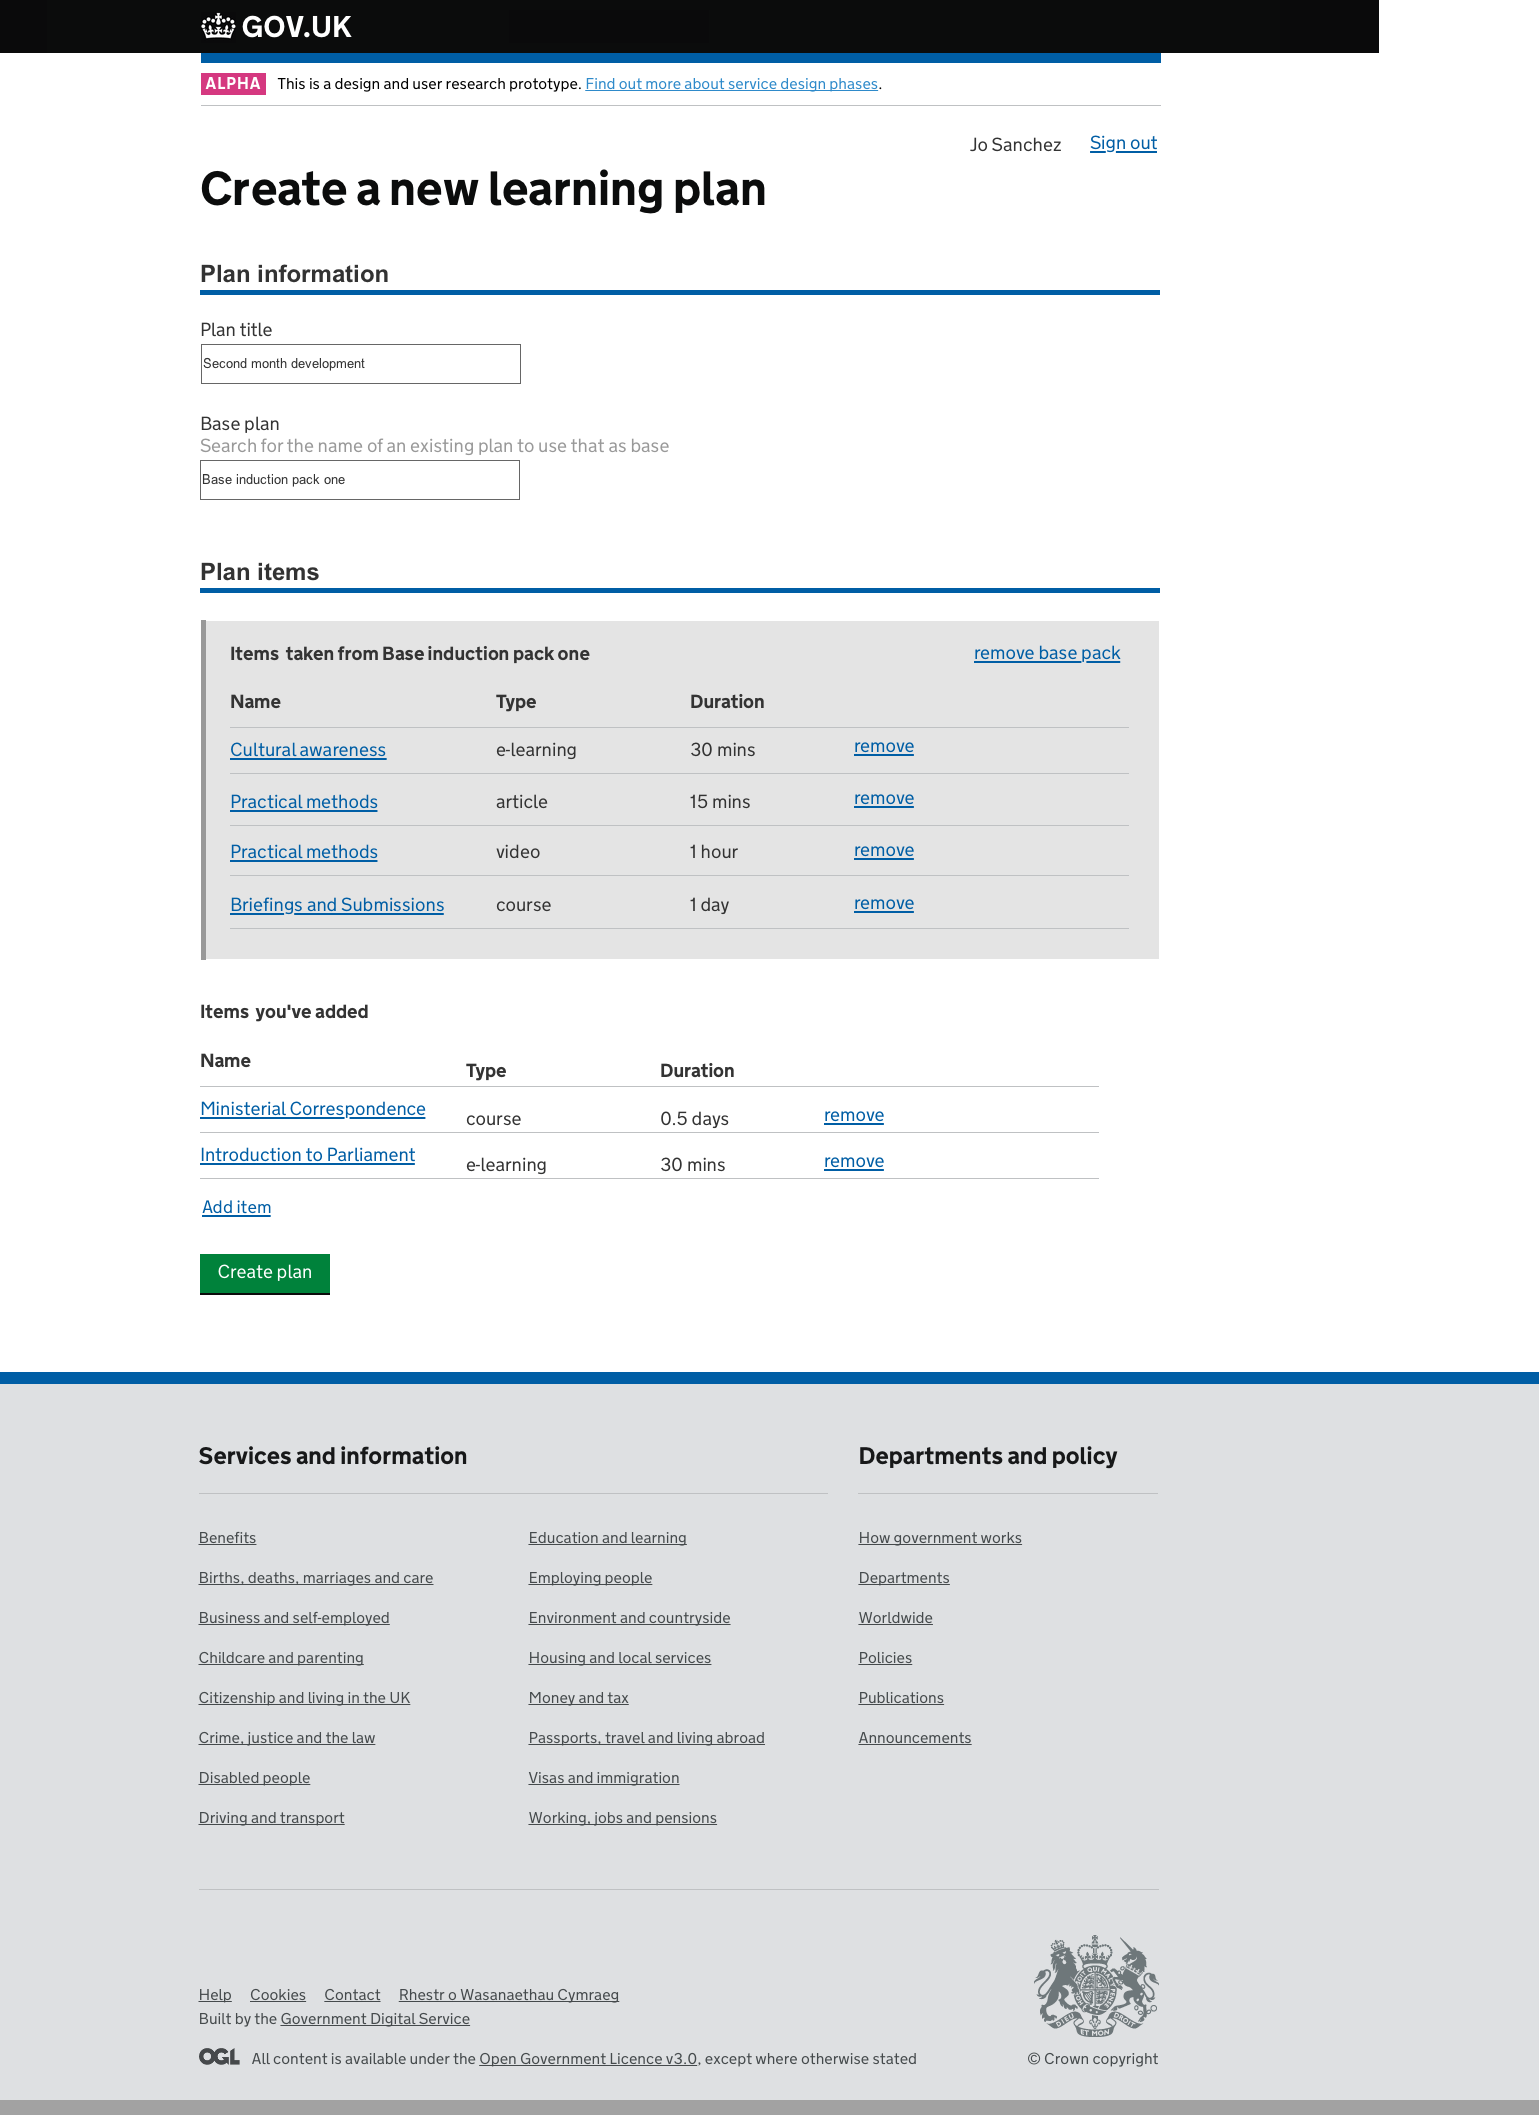 GOV.UK
ALPHA This is a design and user research prototype. Find out more about service design phases.
Jo Sanchez Sign out
Create a new learning plan
Plan information
Plan title
Second month development
Base plan
Search for the name of an existing plan to use that as base
Base induction pack one
Plan items
Items taken from Base induction pack one remove base pack
Name Type Duration
Cultural awareness e-learning 30 mins remove
Practical methods article 15 mins remove
Practical methods video 1 hour remove
Briefings and Submissions course 1 day remove
Items you've added
Name Type Duration
Ministerial Correspondence course 0.5 days remove
Introduction to Parliament e-learning 30 mins remove
Add item
Create plan
Services and information Departments and policy
Benefits Education and learning How government works
Births, deaths, marriages and care Employing people Departments
Business and self-employed Environment and countryside Worldwide
Childcare and parenting Housing and local services Policies
Citizenship and living in the UK Money and tax Publications
Crime, justice and the law Passports, travel and living abroad Announcements
Disabled people Visas and immigration
Driving and transport Working, jobs and pensions
Help Cookies Contact Rhestr o Wasanaethau Cymraeg
Built by the Government Digital Service
DIEU ET MON DROIT
OGL All content is available under the Open Government Licence v3.0, except where otherwise stated © Crown copyright